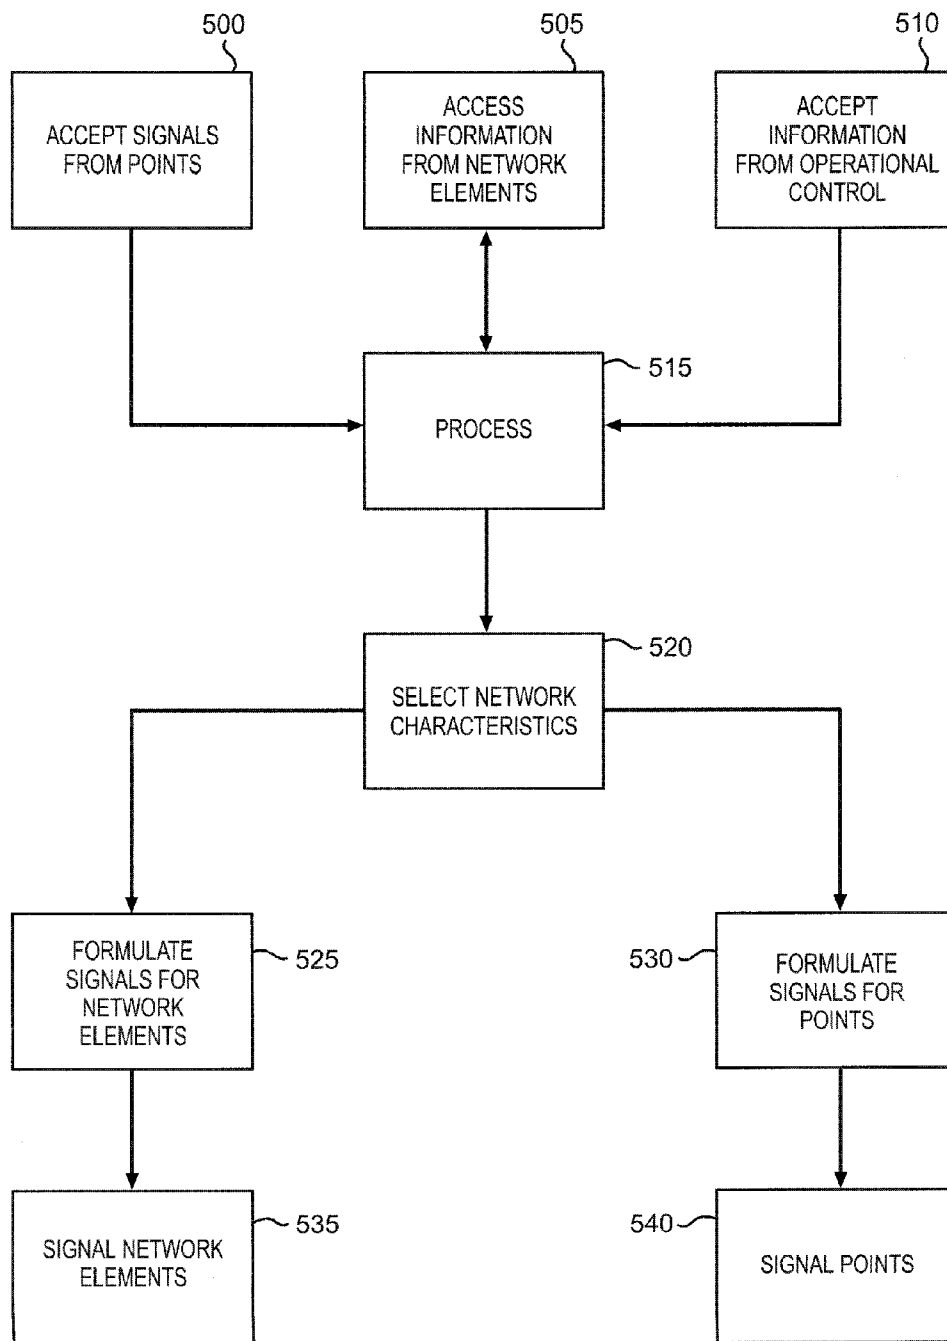 500
505
510
ACCEPT SIGNALS
FROM POINTS
ACCESS
INFORMATION
FROM NETWORK
ELEMENTS
ACCEPT
INFORMATION
FROM OPERATIONAL
CONTROL
515
PROCESS
520
SELECT NETWORK
CHARACTERISTICS
FORMULATE
SIGNALS FOR
NETWORK
ELEMENTS
525
530
FORMULATE
SIGNALS FOR
POINTS
SIGNAL NETWORK
ELEMENTS
535
540
SIGNAL POINTS